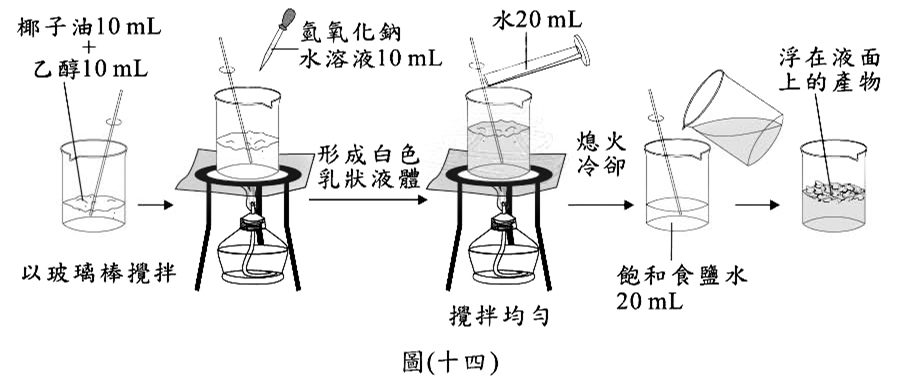 椰子油10 mL
+
乙醇10 mL
以玻璃棒攪拌
氫氧化鈉
水溶液10 mL
形成白色
乳狀液體
水20 mL
攪拌均勻
熄火
冷卻
飽和食鹽水
20 mL
浮在液面
上的產物
圖(十四)